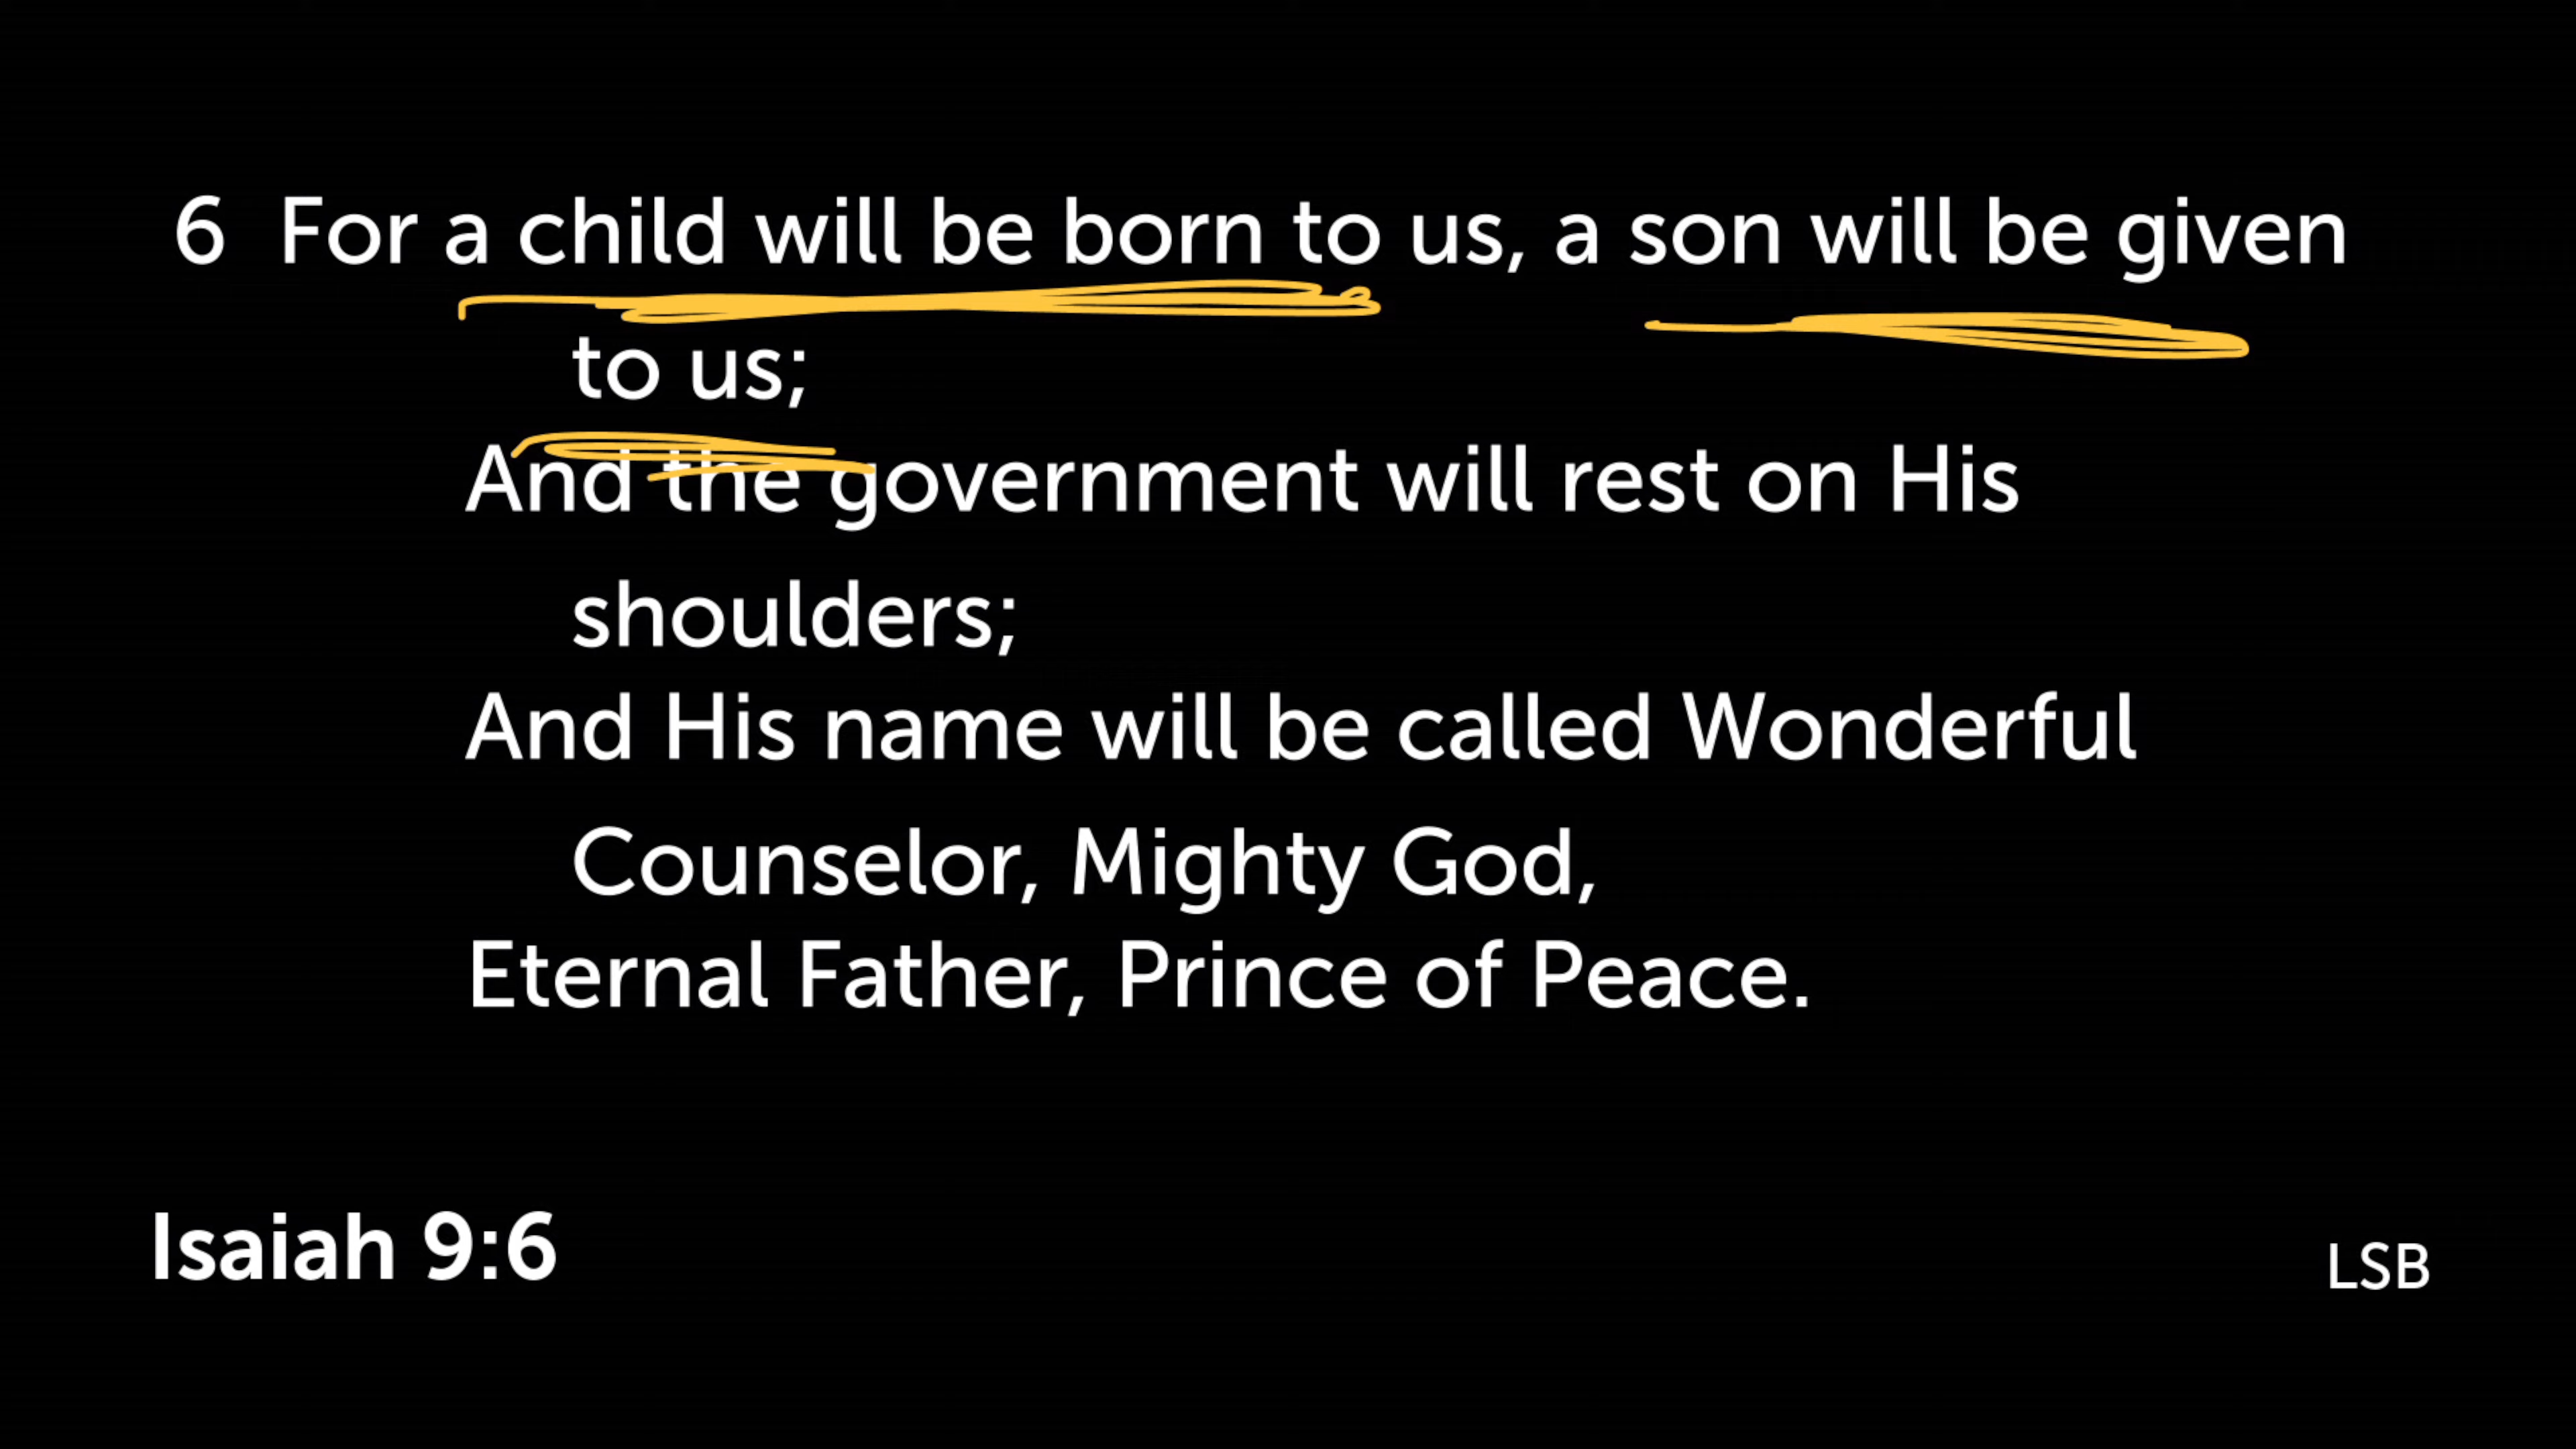 6 For a child will be born to us, a son will be given
to us;
And the government will rest on His
shoulders;
And His name will be called Wonderful
Counselor, Mighty God,
Eternal Father, Prince of Peace.
Isaiah 9:6
LSB